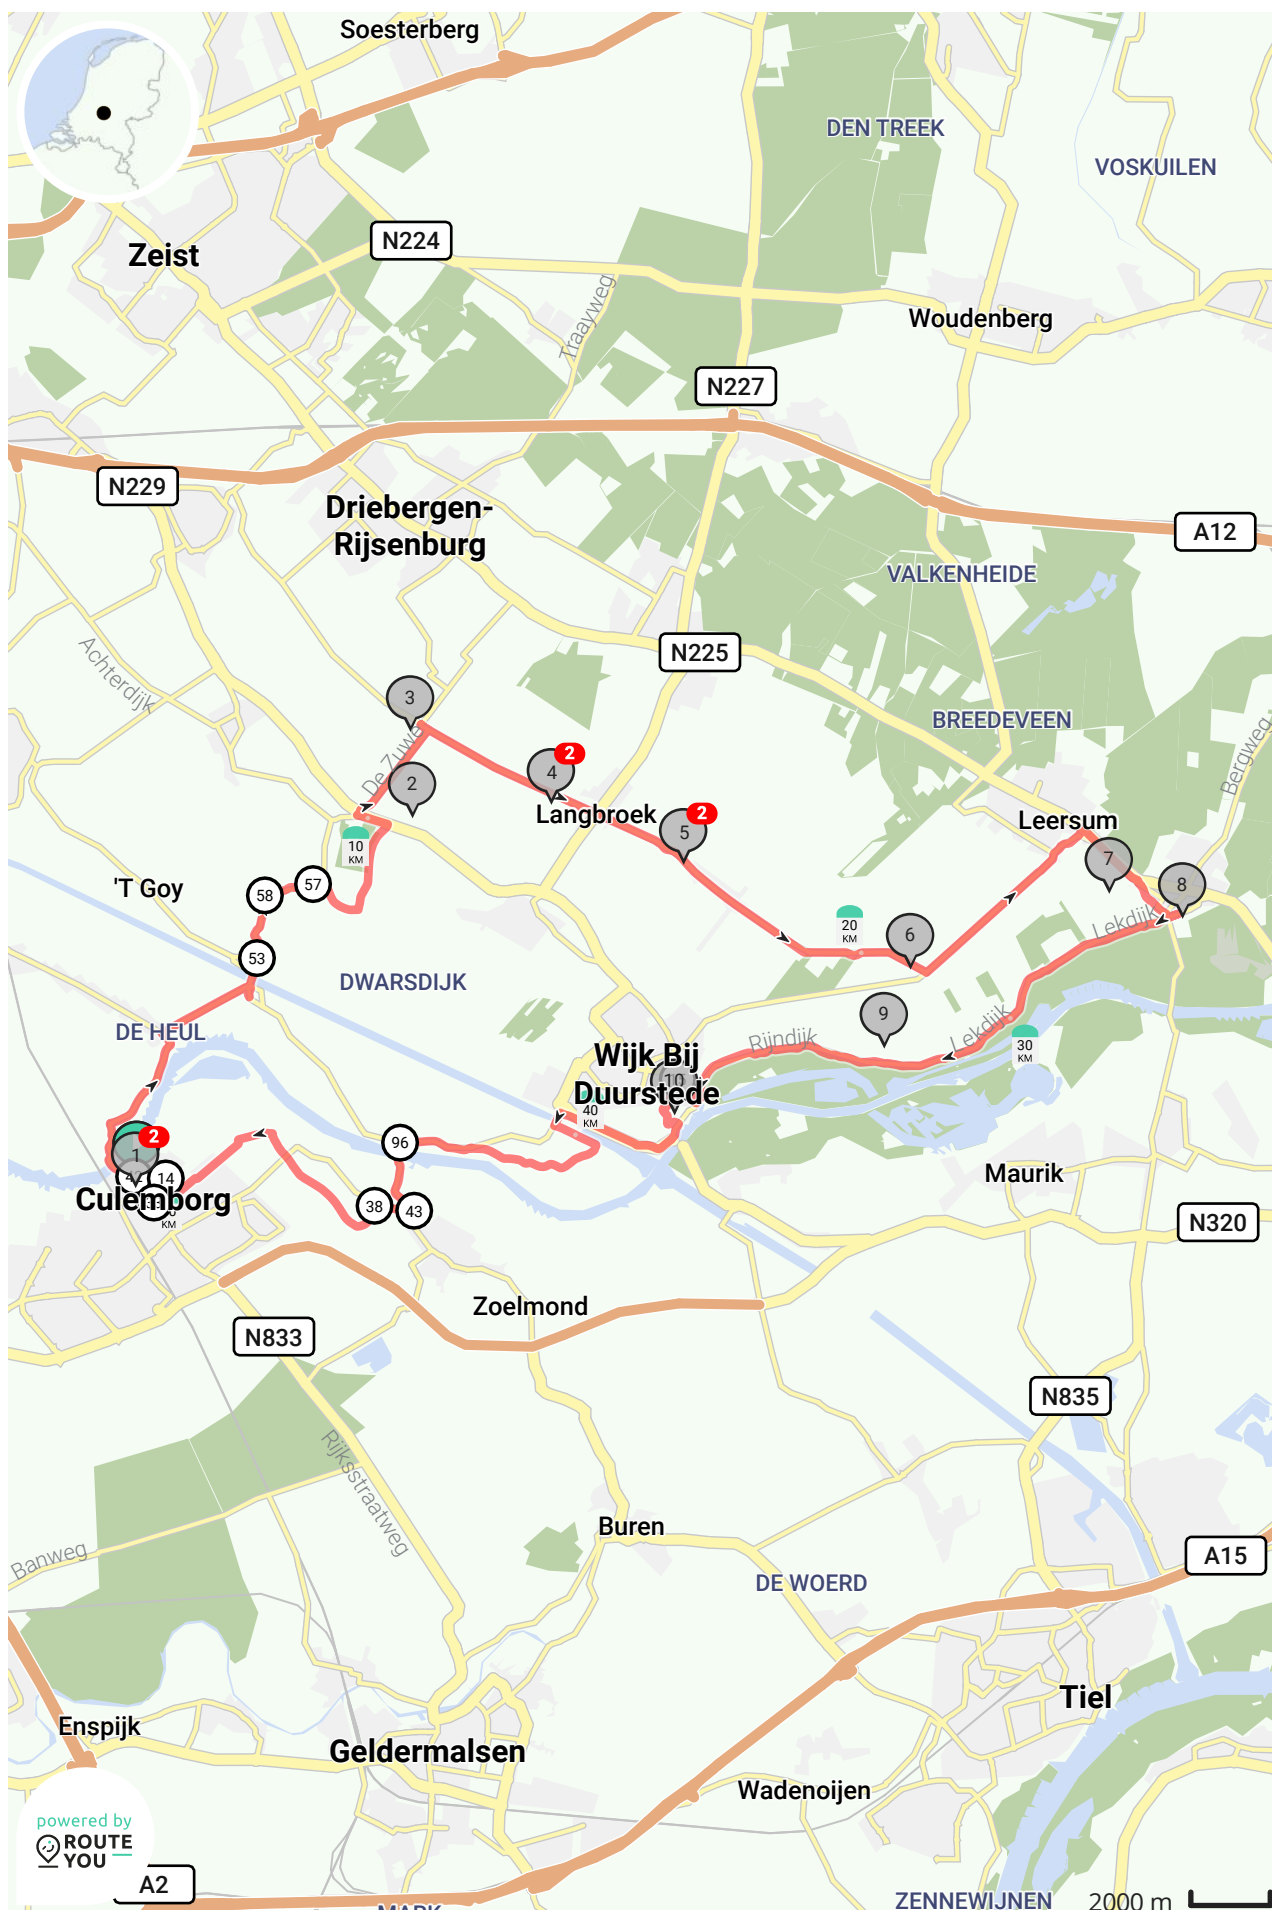 Soesterberg
DEN TREEK
VOSKUILEN
N224
Zeist
Traayweg
Woudenberg
N227
N229
Driebergen-
Rijsenburg
A12
VALKENHEIDE
N225
Achterdijk
3
BREEDEVEEN
De Zuwe
2
4
2
Bergweg
Langbroek
5
2
Leersum
10
KM
7
'T Goy
58
57
8
20
KM
6
Lekdijk
53
DWARSDIJK
9
DE HEUL
Rijndijk
Lekdijk
30
KM
Wijk Bij
Duurstede
10
40
KM
1
2
96
14
Culemborg
KM
38
43
Maurik
N320
Zoelmond
N833
N835
Rijksstraatweg
Buren
Banweg
A15
DE WOERD
Tiel
Enspijk
Geldermalsen
Wadenoijen
powered by
ROUTE
YOU
A2
ZENNEWIJNEN
2000 m
MARK